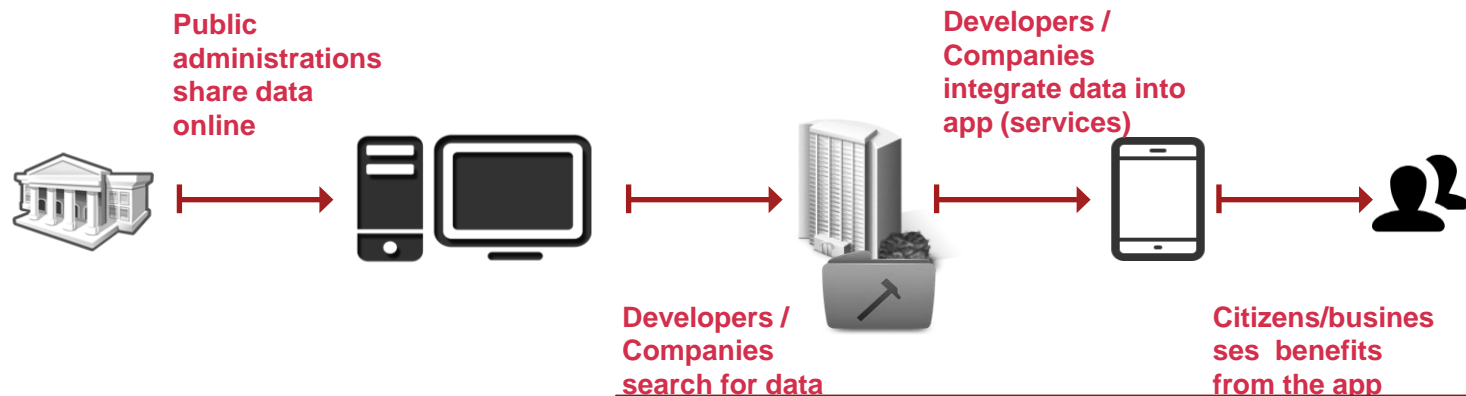 Public
administrations
share data
online
Developers /
Companies
search for data
Developers /
Companies
integrate data into
app (services)
Citizens/busines
ses benefits
from the app